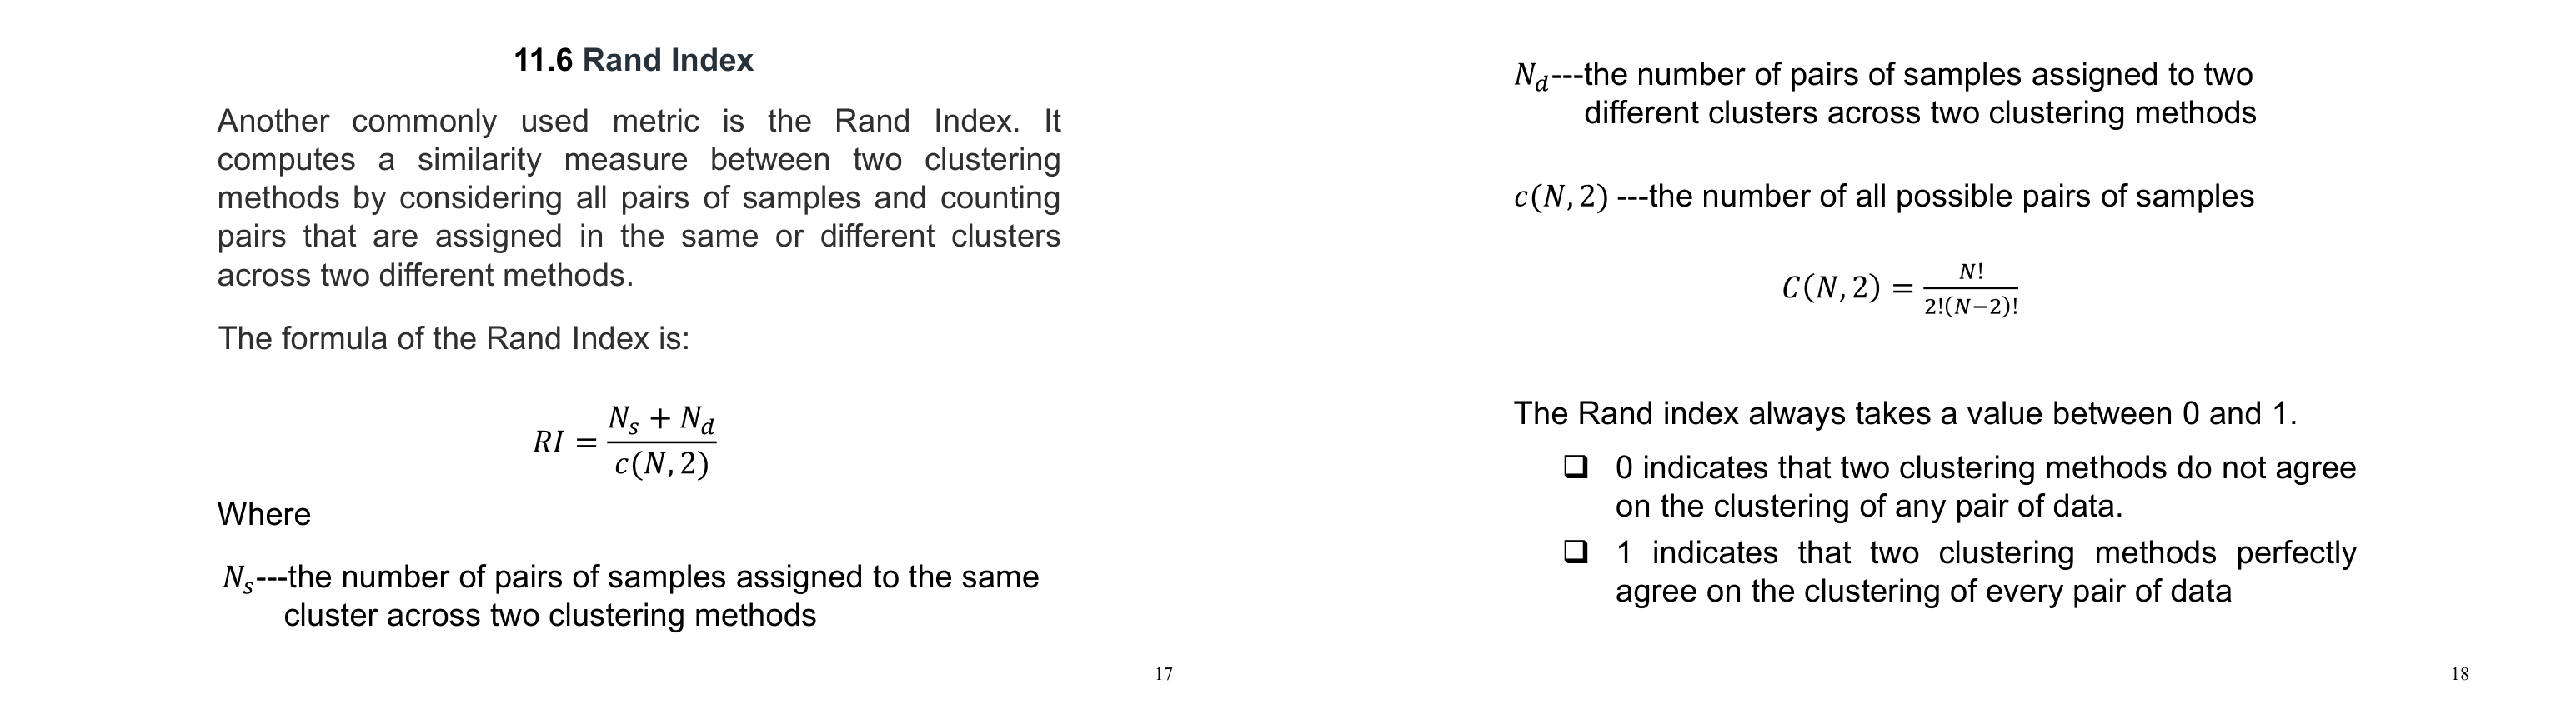 11.6 Rand Index
Another commonly used metric is the Rand Index. It
computes a similarity measure between two clustering
methods by considering all pairs of samples and counting
pairs that are assigned in the same or different clusters
across two different methods.
The formula of the Rand Index is:
RI = (N_s + N_d) / c(N, 2)
Where
N_s---the number of pairs of samples assigned to the same
cluster across two clustering methods
17
N_d---the number of pairs of samples assigned to two
different clusters across two clustering methods
c(N, 2) ---the number of all possible pairs of samples
C(N, 2) = N! / 2!(N−2)!
The Rand index always takes a value between 0 and 1.
❑ 0 indicates that two clustering methods do not agree
on the clustering of any pair of data.
❑ 1 indicates that two clustering methods perfectly
agree on the clustering of every pair of data
18